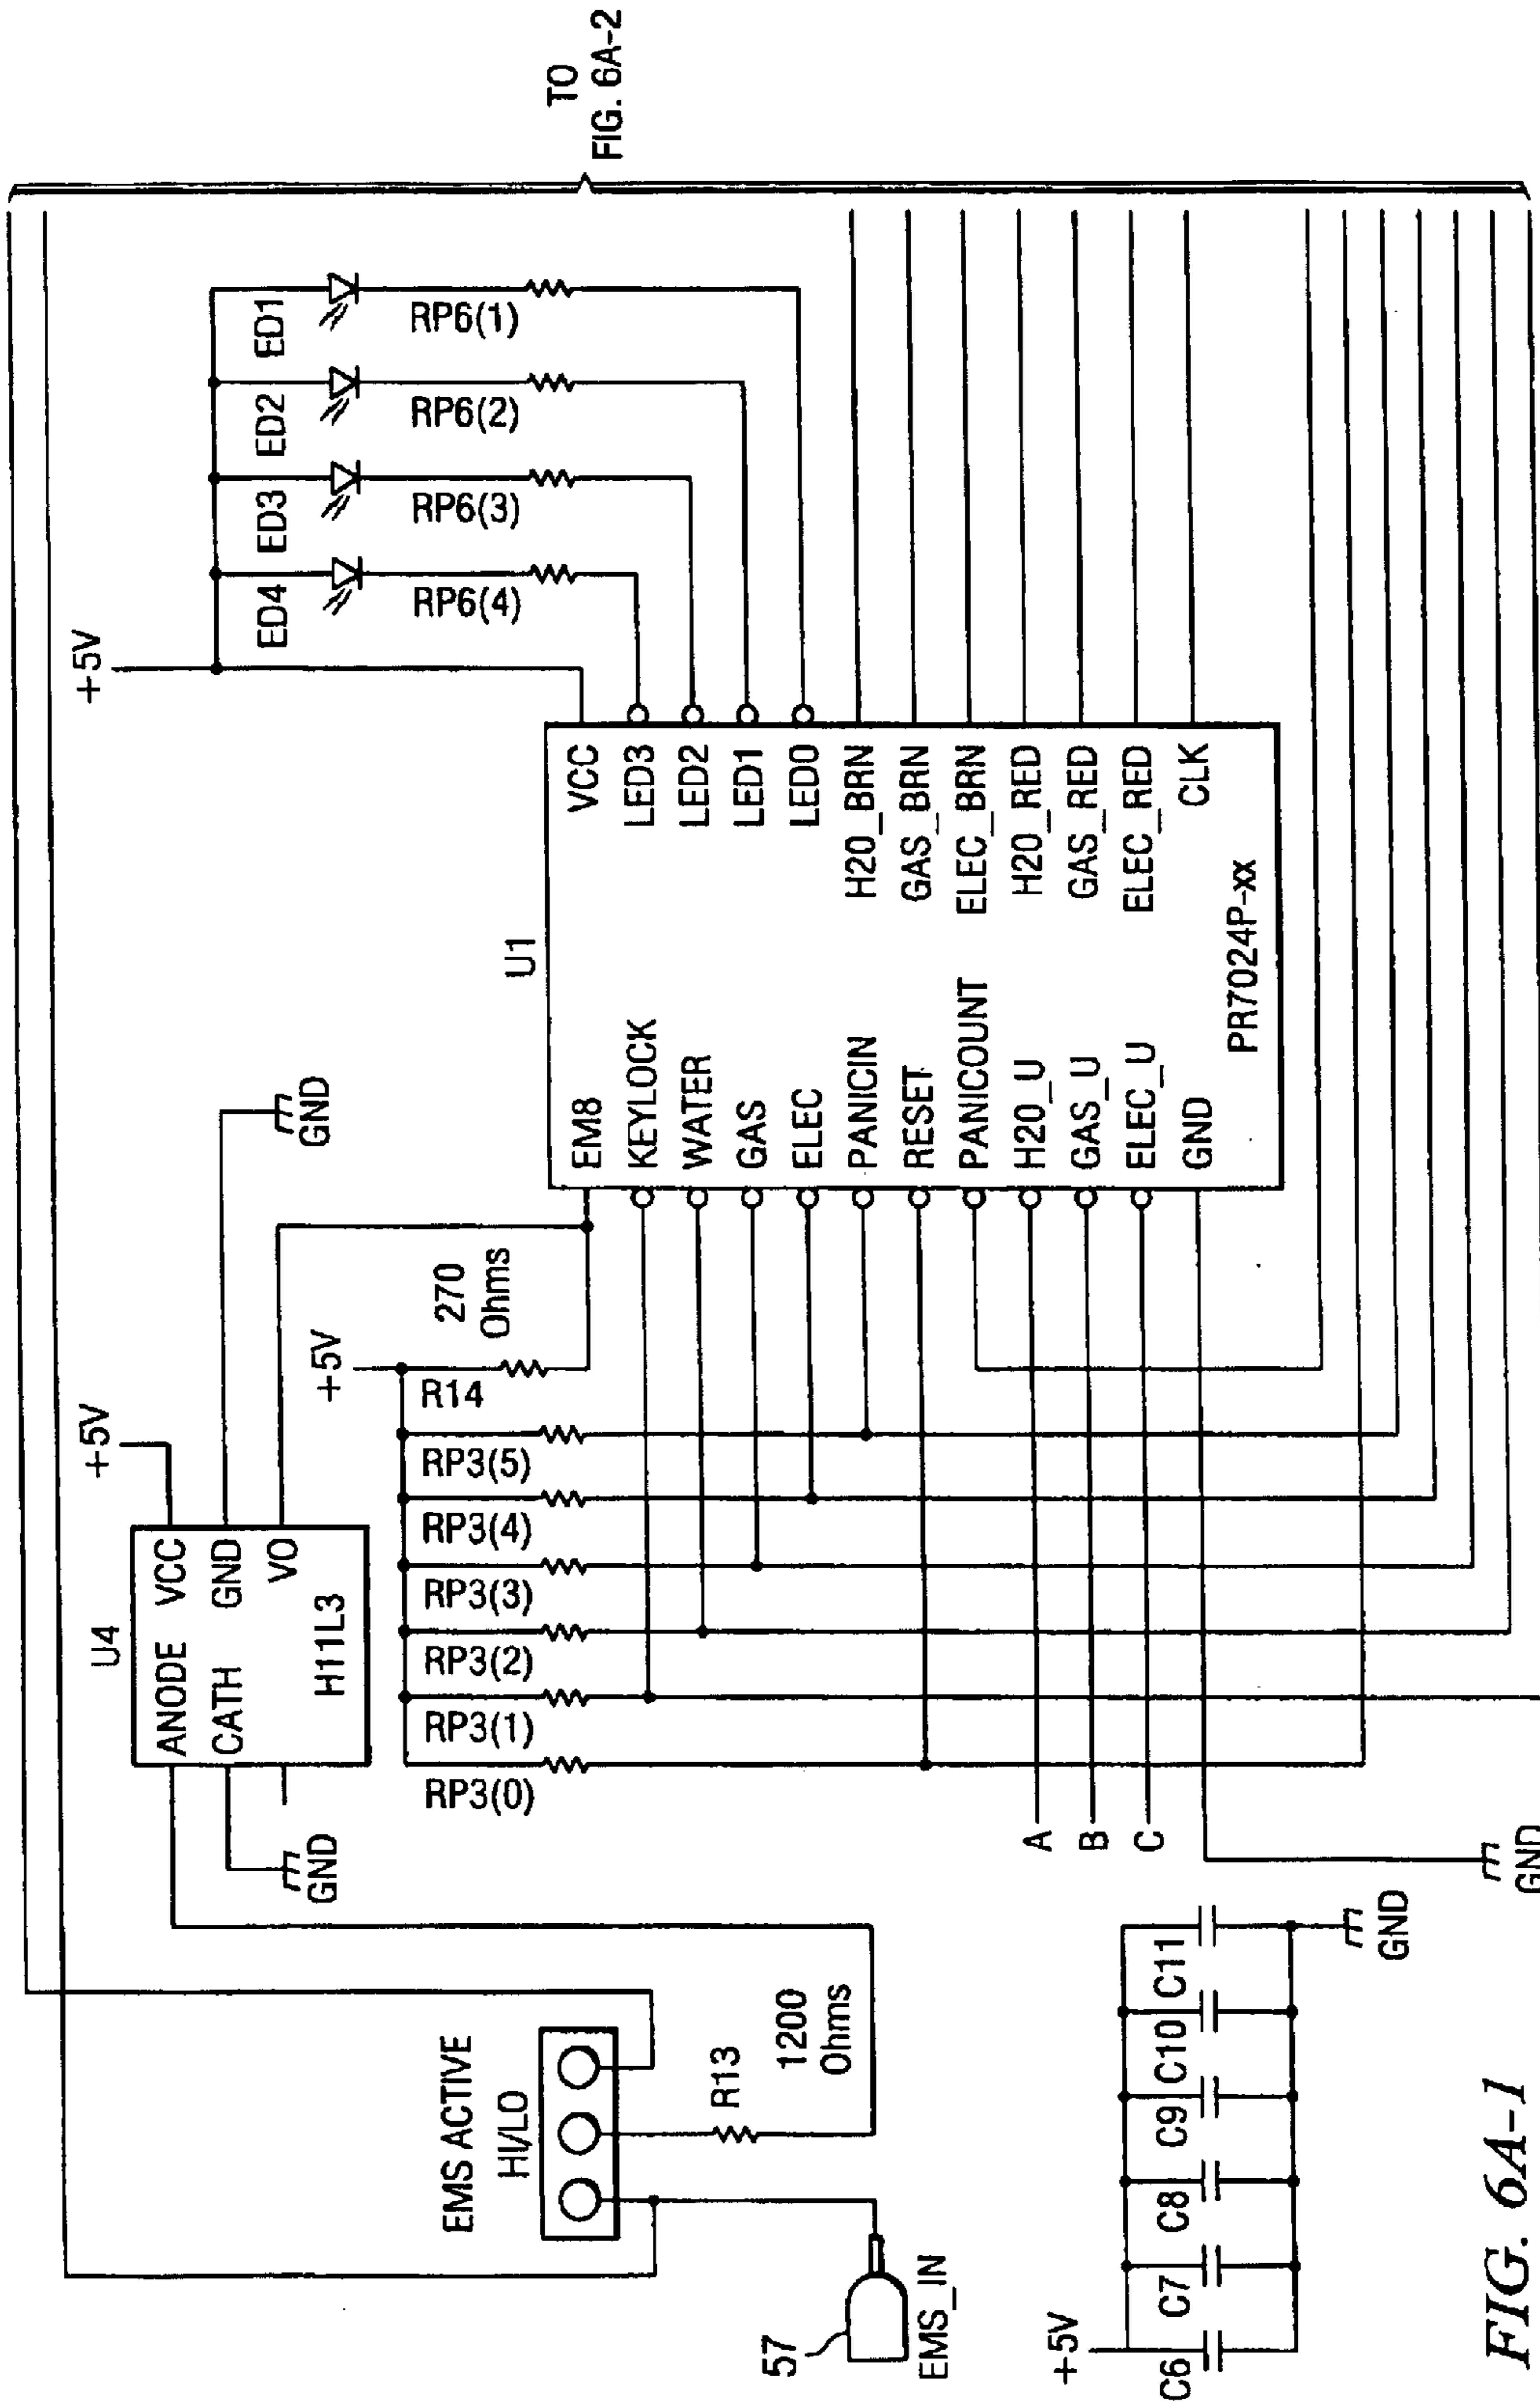 TO
FIG. 6A-2
+5V
ED4
ED3
ED2
ED1
RP6(4)
RP6(3)
RP6(2)
RP6(1)
U4
ANODE VCC
CATH GND
VO
H11L3
+5V
GND
GND
EMS ACTIVE
HI/LO
R13
1200
Ohms
57
EMS_IN
+5V
R14
270
Ohms
RP3(0)
RP3(1)
RP3(2)
RP3(3)
RP3(4)
RP3(5)
U1
EM8
KEYLOCK
WATER
GAS
ELEC
PANICIN
RESET
PANICOUNT
H20_U
GAS_U
ELEC_U
GND
VCC
LED3
LED2
LED1
LED0
H20_BRN
GAS_BRN
ELEC_BRN
H20_RED
GAS_RED
ELEC_RED
CLK
PR7024P-xx
A
B
C
GND
+5V
C6
C7
C8
C9
C10
C11
GND
FIG. 6A-1